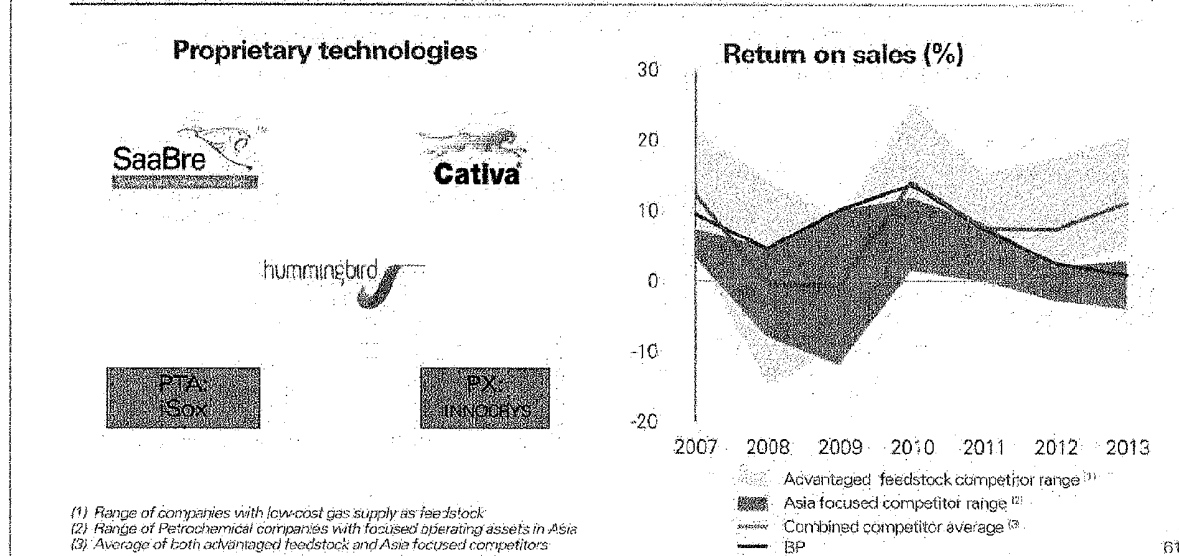 Proprietary technologies
SaaBre
Cativa
hummingbird
PTA:
iSox
PX:
INNOCRYS
(1) Range of companies with low-cost gas supply as feedstock
(2) Range of Petrochemical companies with focused operating assets in Asia
(3) Average of both advantaged feedstock and Asia focused competitors
Return on sales (%)
30
20
10
0
-10
-20
2007 2008 2009 2010 2011 2012 2013
Advantaged feedstock competitor range (1)
Asia focused competitor range (2)
Combined competitor average (3)
BP
61